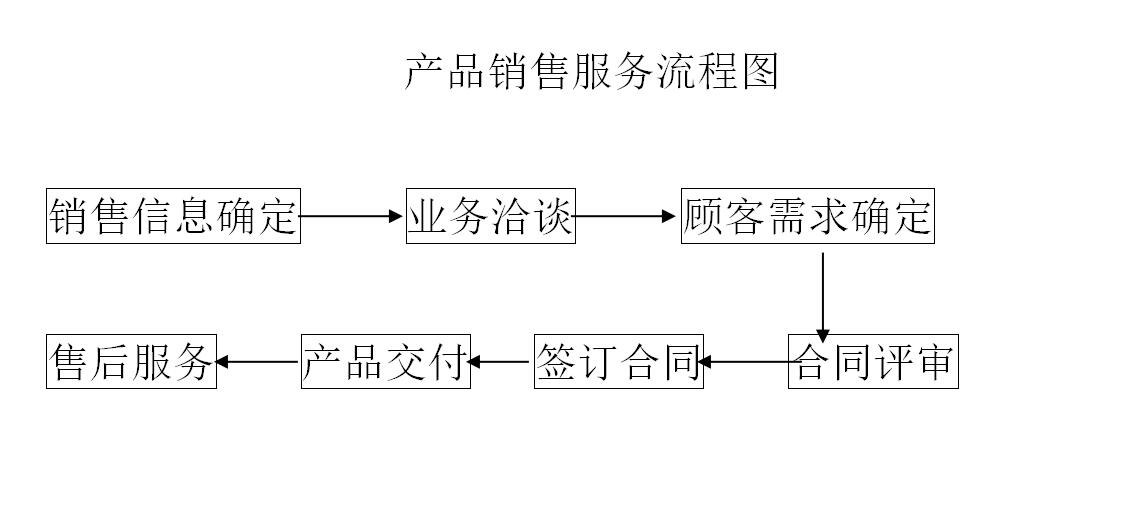 产品销售服务流程图
销售信息确定
业务洽谈
顾客需求确定
售后服务
产品交付
签订合同
合同评审